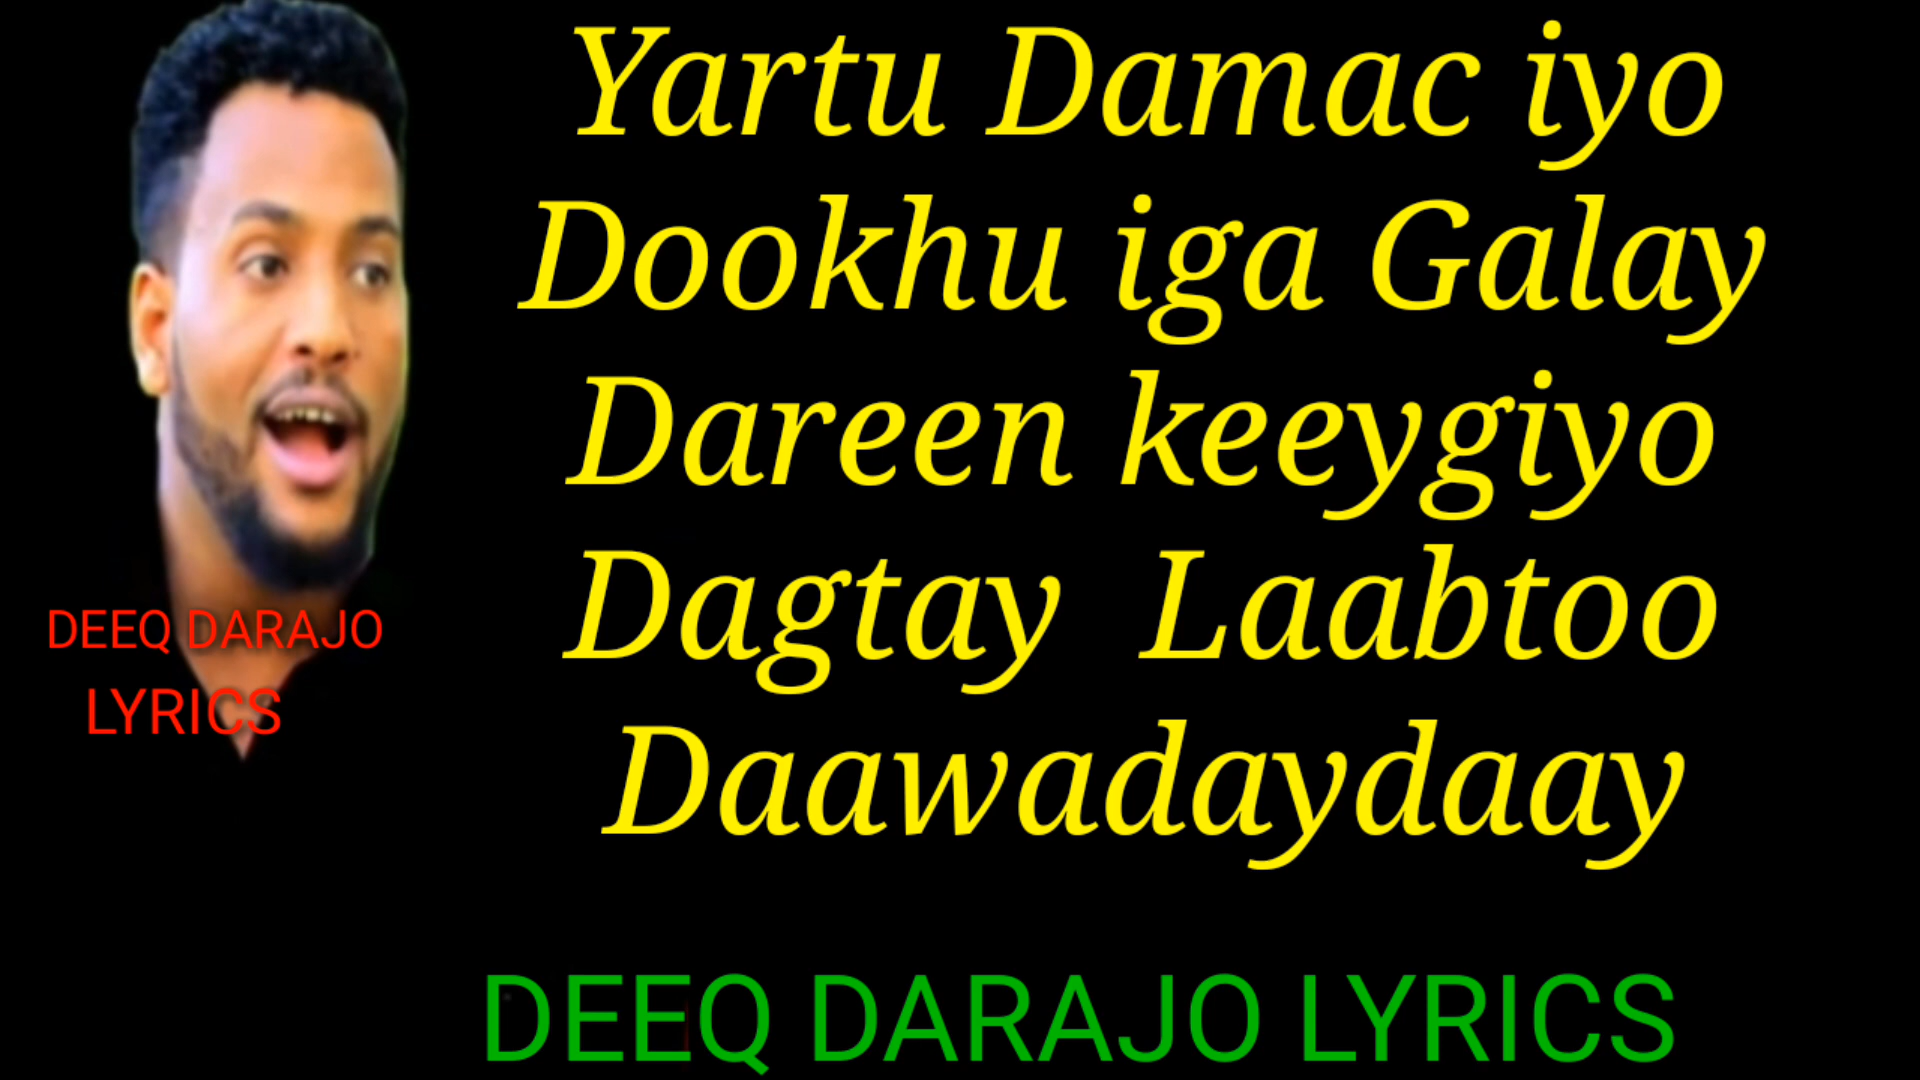 Yartu Damac iyo
Dookhu iga Galay
Dareen keeygiyo
Dagtay Laabtoo
Daawadaydaay
DEEQ DARAJO
LYRICS
DEEQ DARAJO LYRICS